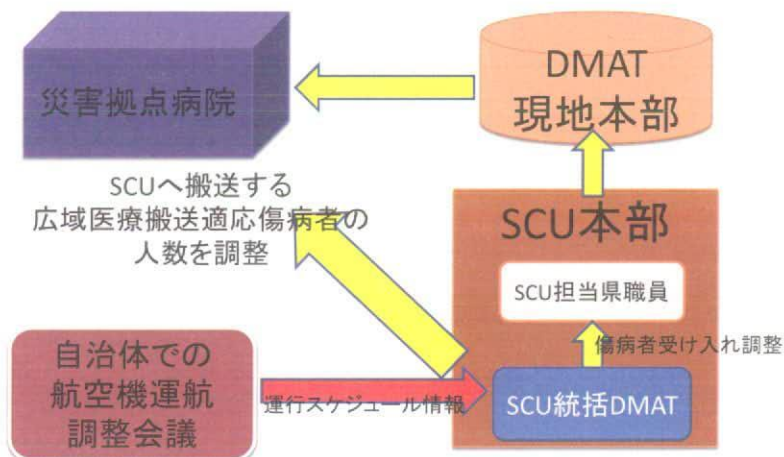 災害拠点病院
DMAT
現地本部
SCUへ搬送する
広域医療搬送適応傷病者の
人数を調整
SCU本部
SCU担当県職員
傷病者受け入れ調整
自治体での
航空機運航
調整会議
運行スケジュール情報
SCU統括DMAT